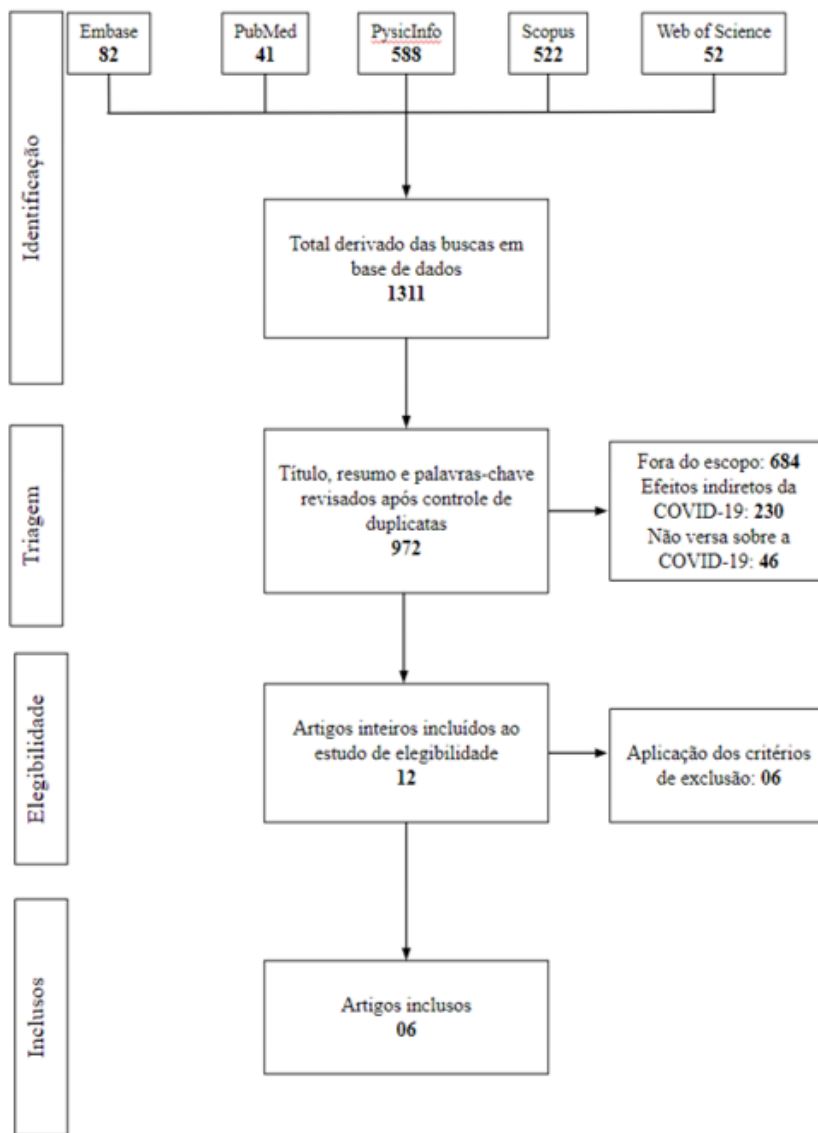 Embase
82
PubMed
41
PysicInfo
588
Scopus
522
Web of Science
52
Identificação
Total derivado das buscas em
base de dados
1311
Triagem
Título, resumo e palavras-chave
revisados após controle de
duplicatas
972
Fora do escopo: 684
Efeitos indiretos da
COVID-19: 230
Não versa sobre a
COVID-19: 46
Elegibilidade
Artigos inteiros incluídos ao
estudo de elegibilidade
12
Aplicação dos critérios
de exclusão: 06
Inclusos
Artigos inclusos
06